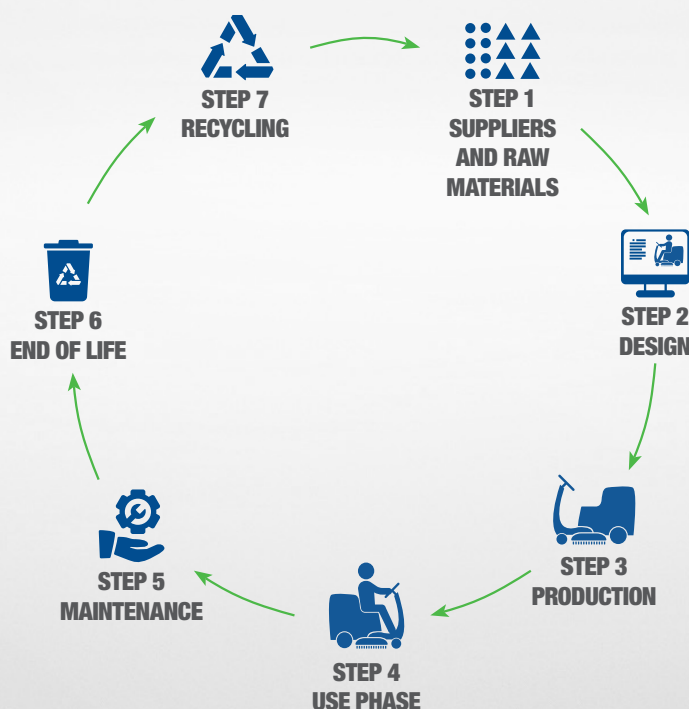 STEP 1
SUPPLIERS
AND RAW
MATERIALS
STEP 2
DESIGN
STEP 3
PRODUCTION
STEP 4
USE PHASE
STEP 5
MAINTENANCE
STEP 6
END OF LIFE
STEP 7
RECYCLING